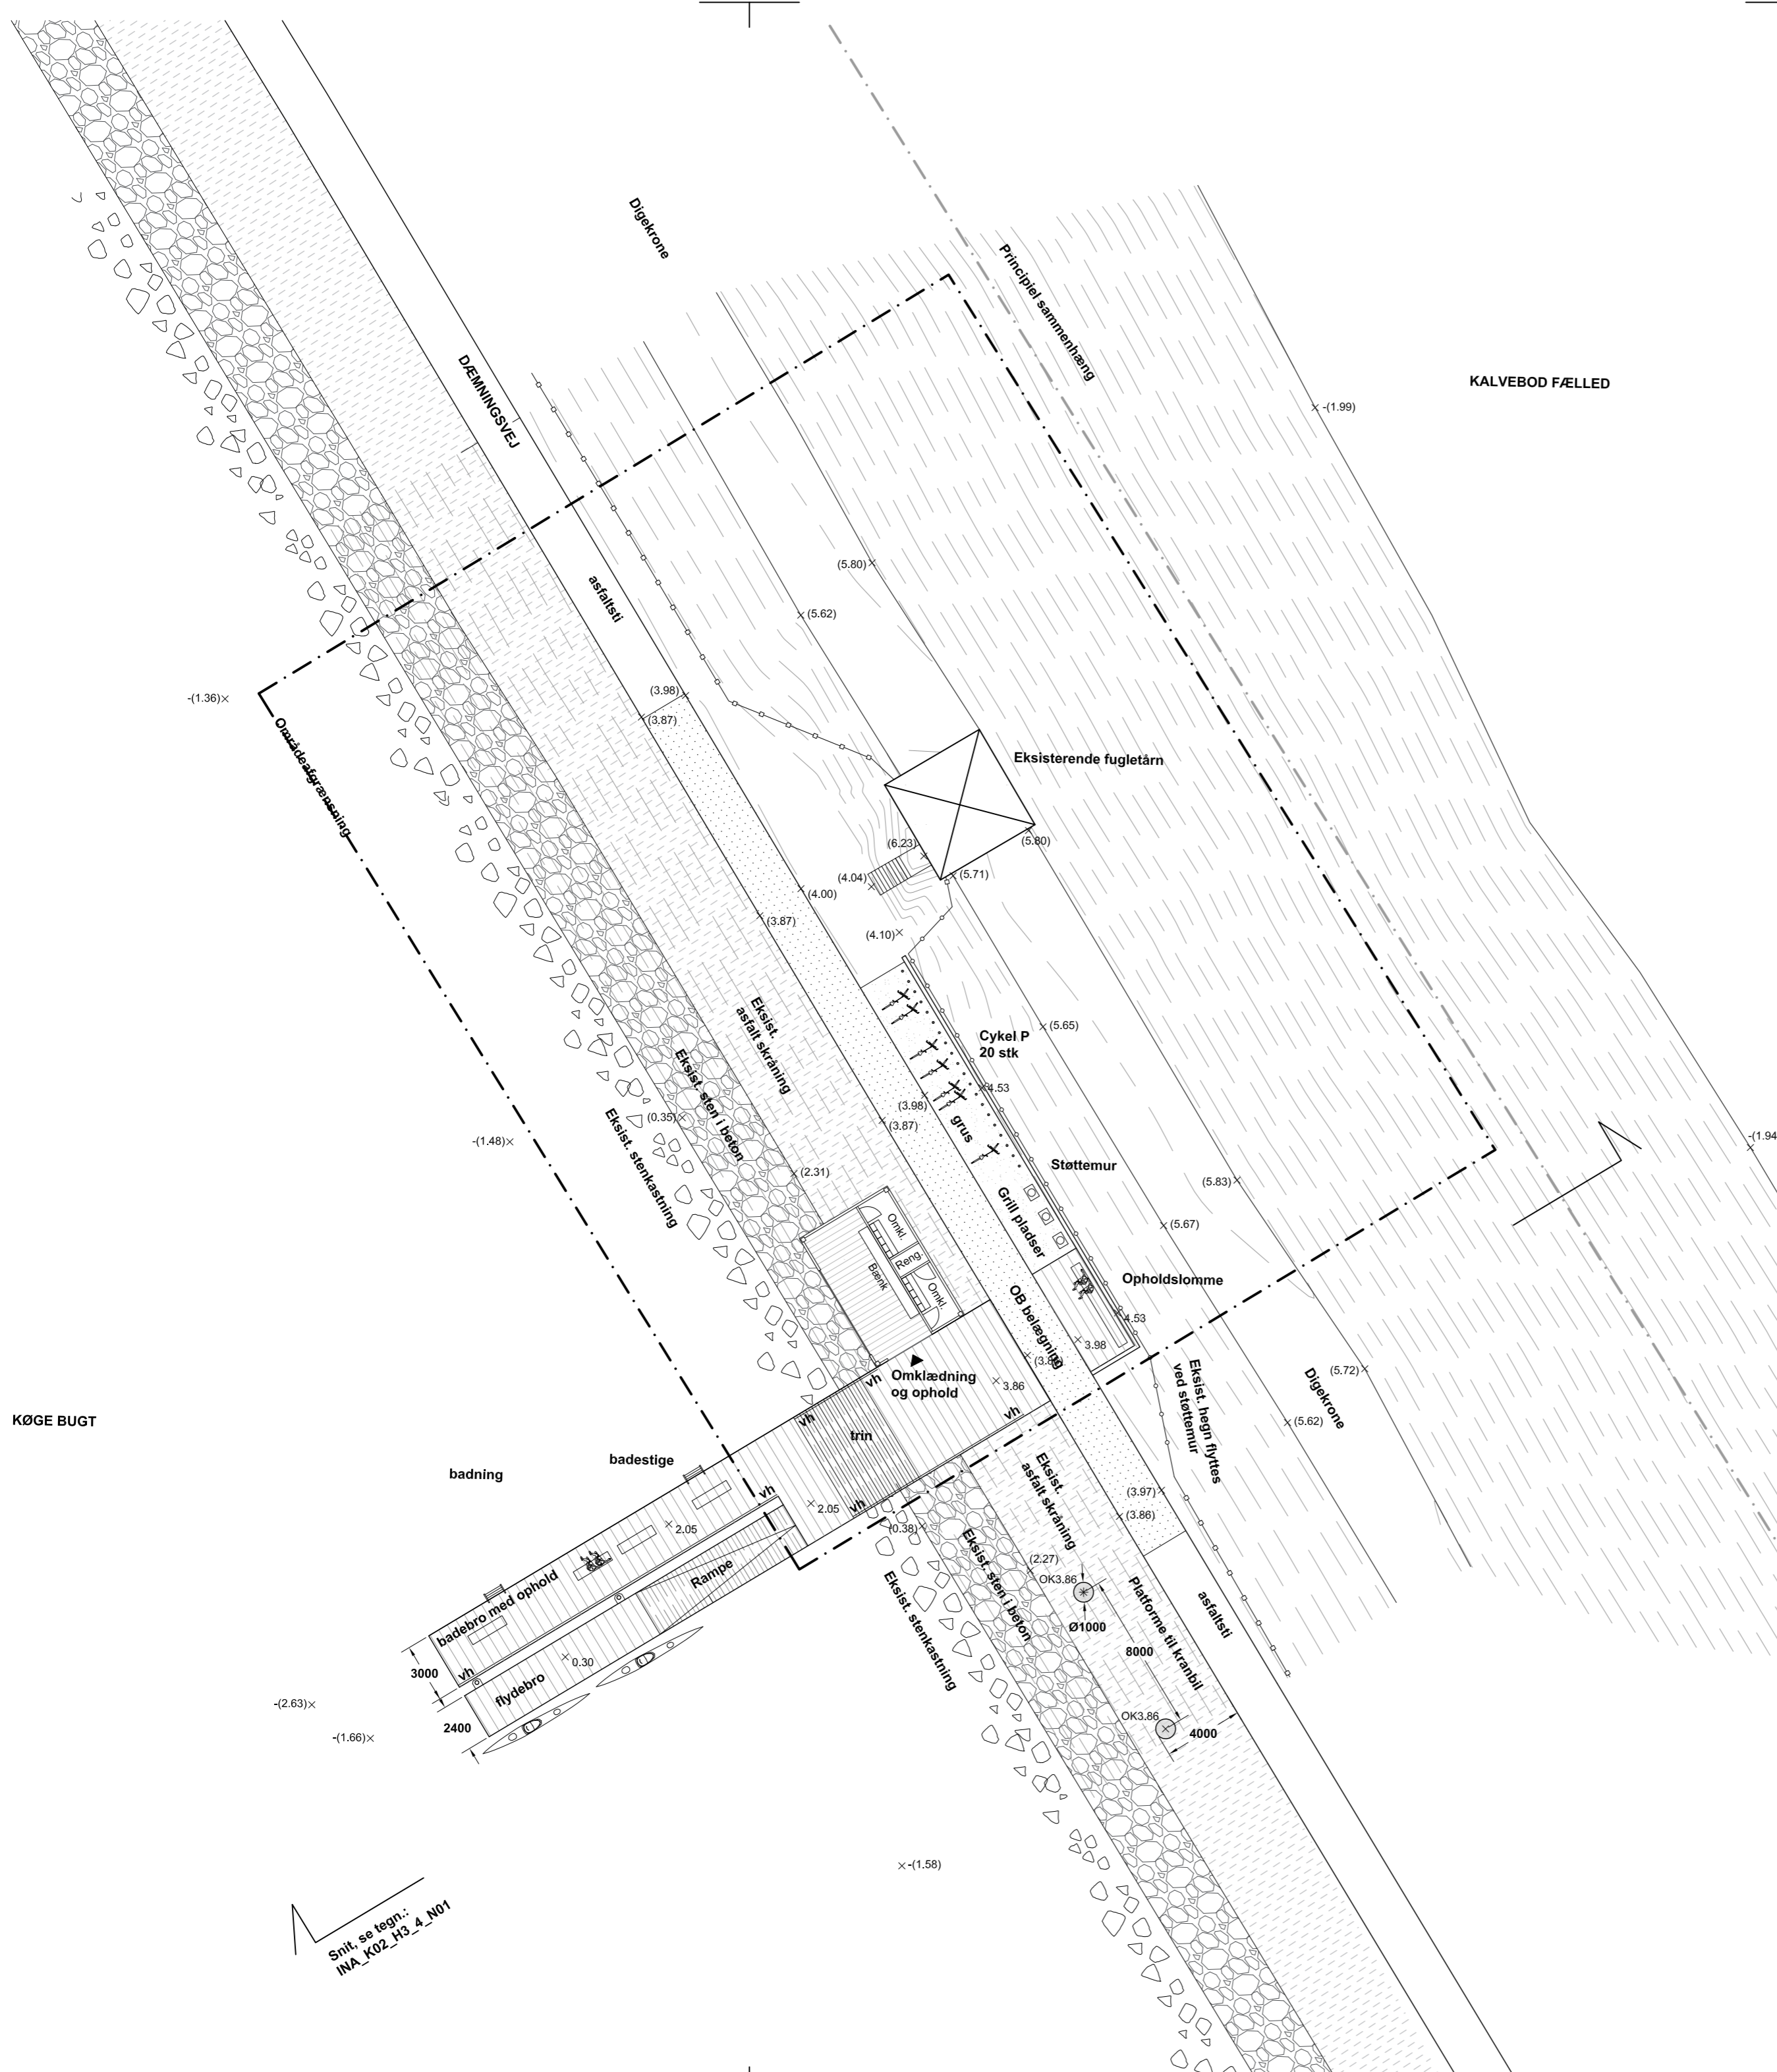 Digekrone
Principiel sammenhæng
KALVEBOD FÆLLED
DÆMNINGSVEJ
-(1.99)
(5.80)
asfaltsti
(5.62)
(3.98)
-(1.36)
(3.87)
Områdeafgrænsning
Eksisterende fugletårn
(6.23)
(5.80)
(4.04)
(5.71)
(4.00)
(3.87)
(4.10)
Eksist.
asfalt skråning
(5.65)
Cykel P
20 stk
4.53
Eksist. sten i beton
(3.98)
(0.35)
(3.87)
grus
Eksist. stenkastning
-(1.48)
-(1.94
Støttemur
(2.31)
(5.83)
Grill pladser
(5.67)
Omkl.
Reng.
Bænk
Omkl.
Opholdslomme
OB belægning
4.53
3.98
Omklædning
og ophold
3.86
vh
vh
vh
trin
Eksist. hegn flyttes
ved støttemur
(5.72)
Digekrone
(5.62)
KØGE BUGT
badestige
badning
Eksist.
asfalt skråning
vh
2.05
vh
(3.97)
(3.86)
2.05
(0.38)
Eksist. sten i beton
(2.27)
OK3.86
Rampe
badebro med ophold
Eksist. stenkastning
Platforme til kranbil
asfaltsti
Ø1000
8000
3000
vh
0.30
flydebro
-(2.63)
2400
OK3.86
4000
-(1.66)
-(1.58)
Snit, se tegn.:
INA_K02_H3_4_N01